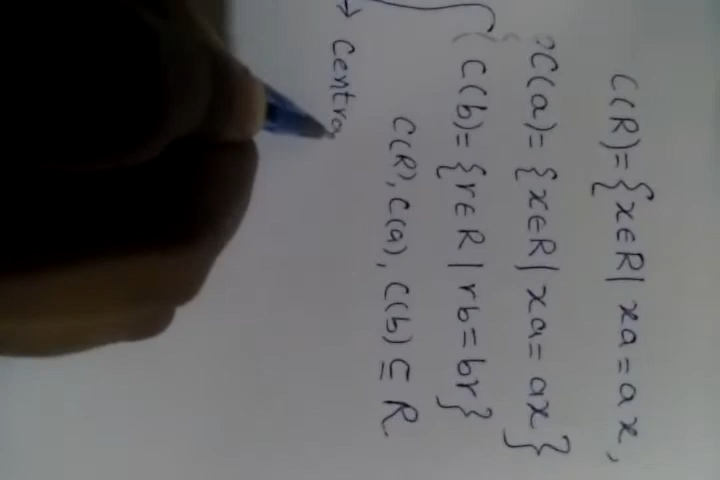 C(R)={x∈R| xa=ax,
C(a)={x∈R| xa=ax}
C(b)={r∈R | rb=br}
C(R), C(a), C(b) ⊆ R.
→ Centra